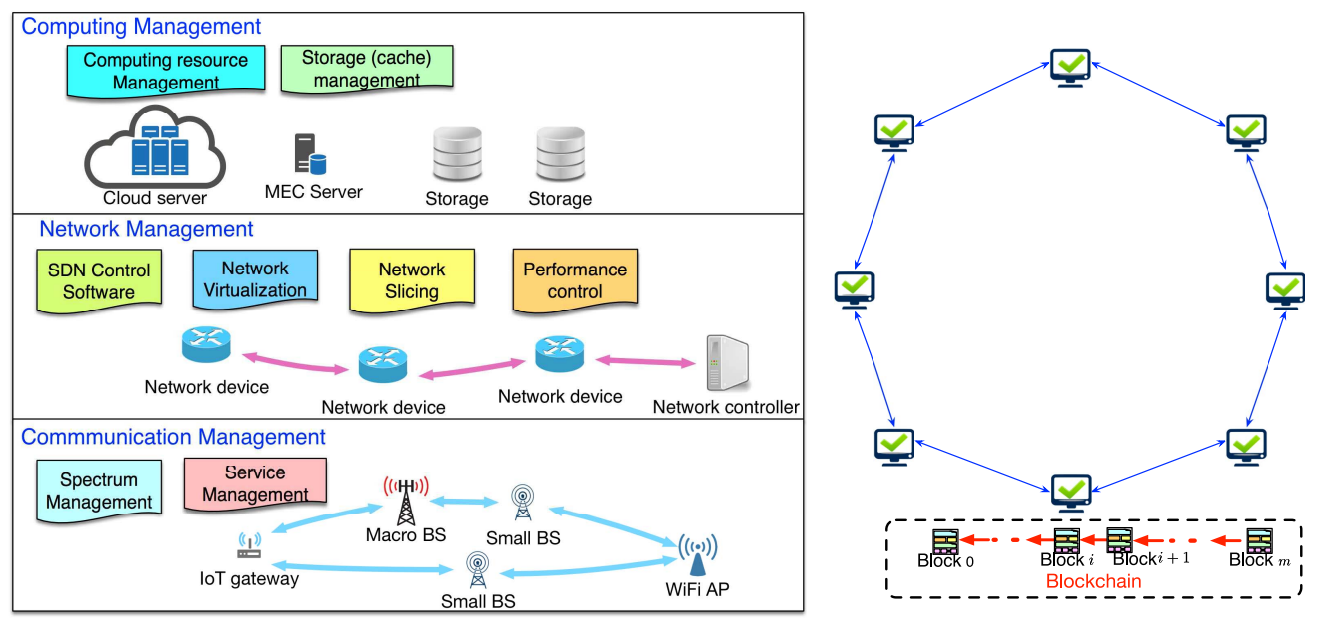 Computing Management
Computing resource
Management
Storage (cache)
management
Cloud server
MEC Server
Storage
Storage
Network Management
SDN Control
Software
Network
Virtualization
Network
Slicing
Performance
control
Network device
Network device
Network device
Network controller
Commmunication Management
Spectrum
Management
Service
Management
Macro BS
Small BS
IoT gateway
Small BS
WiFi AP
Block 0
Block i
Block i + 1
Block m
Blockchain